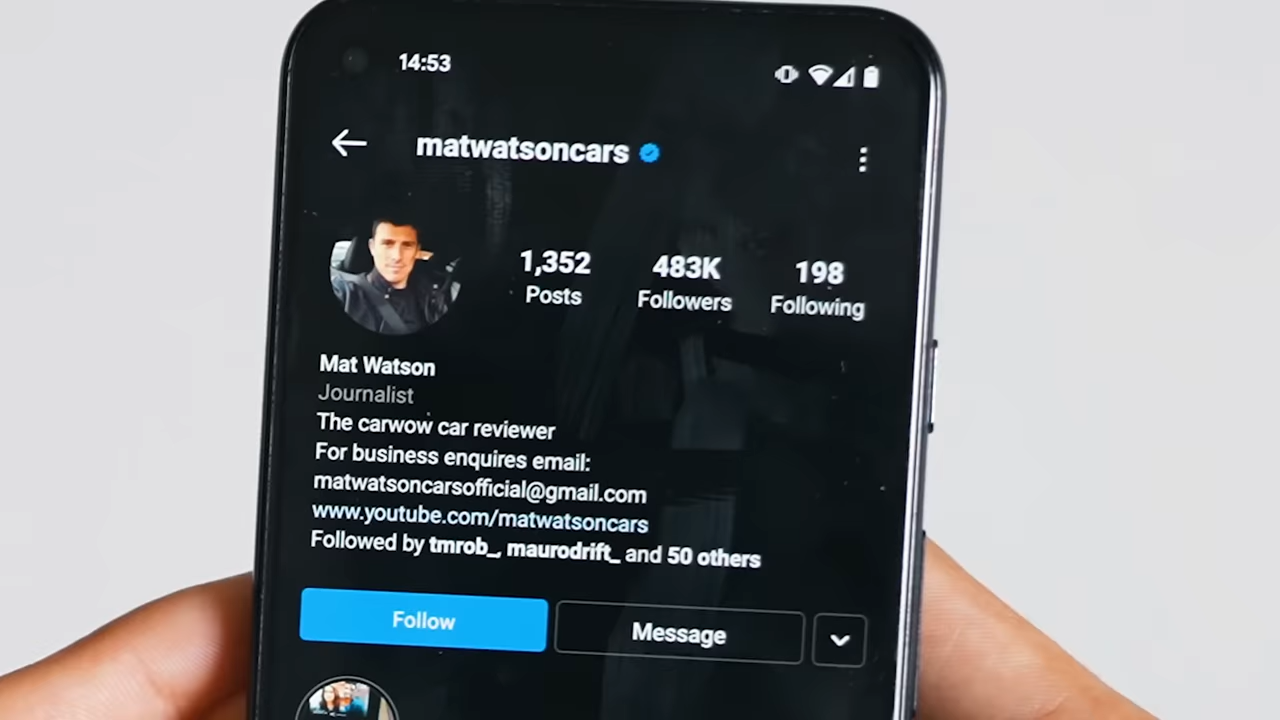 14:53
matwatsoncars
1,352 483K 198
Posts Followers Following
Mat Watson
Journalist
The carwow car reviewer
For business enquires email:
matwatsoncarsofficial@gmail.com
www.youtube.com/matwatsoncars
Followed by tmrob_, maurodrift_ and 50 others
Follow Message